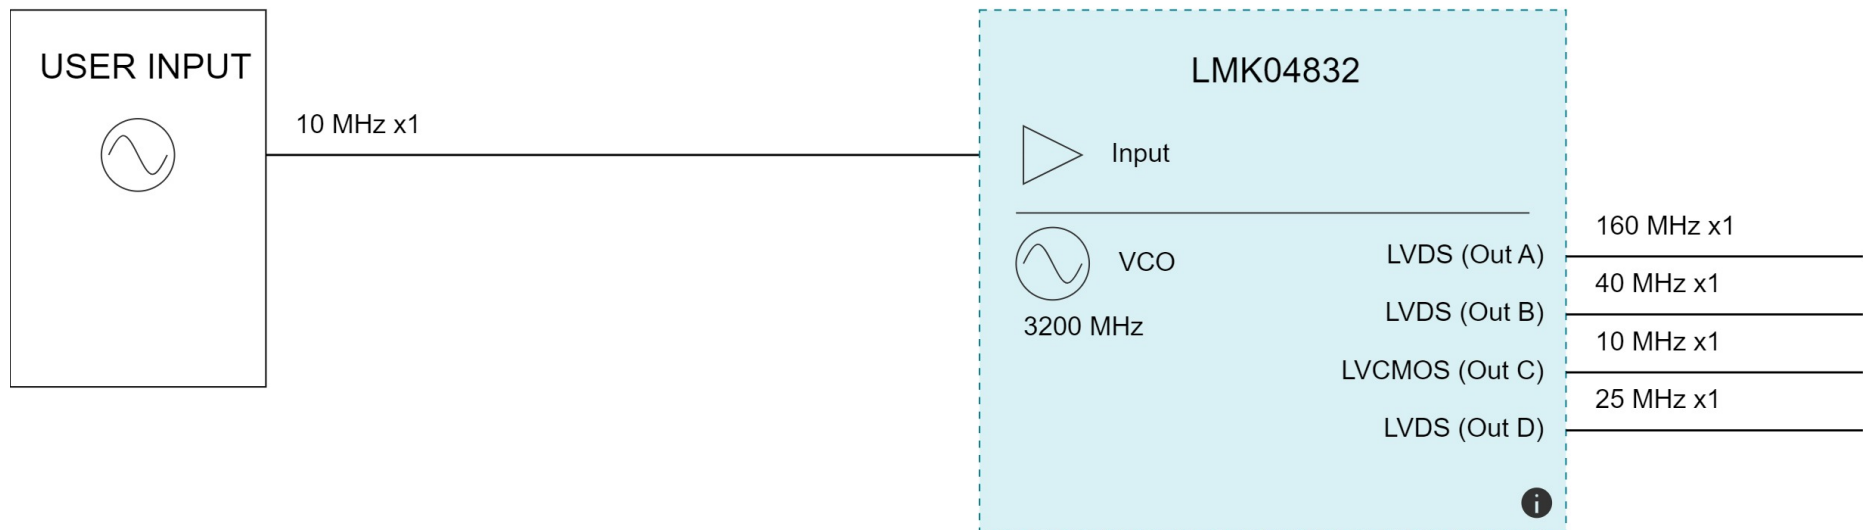 USER INPUT
10 MHz x1
LMK04832
Input
VCO
3200 MHz
LVDS (Out A)
160 MHz x1
LVDS (Out B)
40 MHz x1
LVCMOS (Out C)
10 MHz x1
LVDS (Out D)
25 MHz x1
i